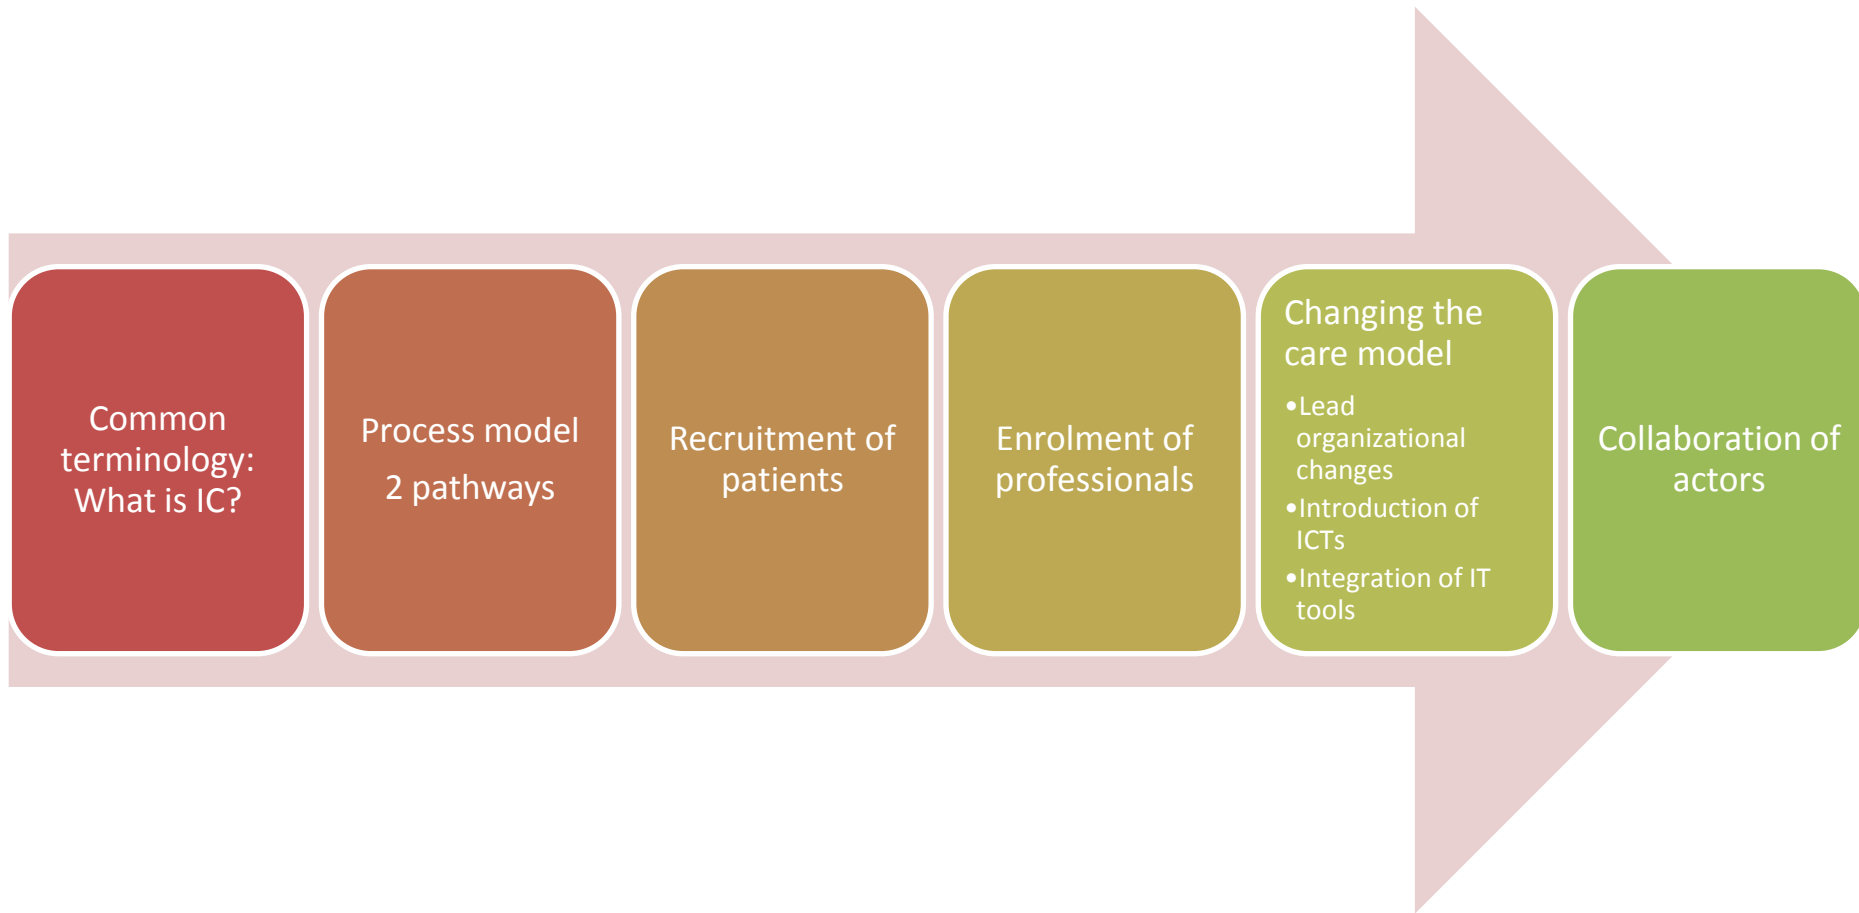 Common
terminology:
What is IC?
Process model
2 pathways
Recruitment of
patients
Enrolment of
professionals
Changing the
care model
•Lead
organizational
changes
•Introduction of
ICTs
•Integration of IT
tools
Collaboration of
actors